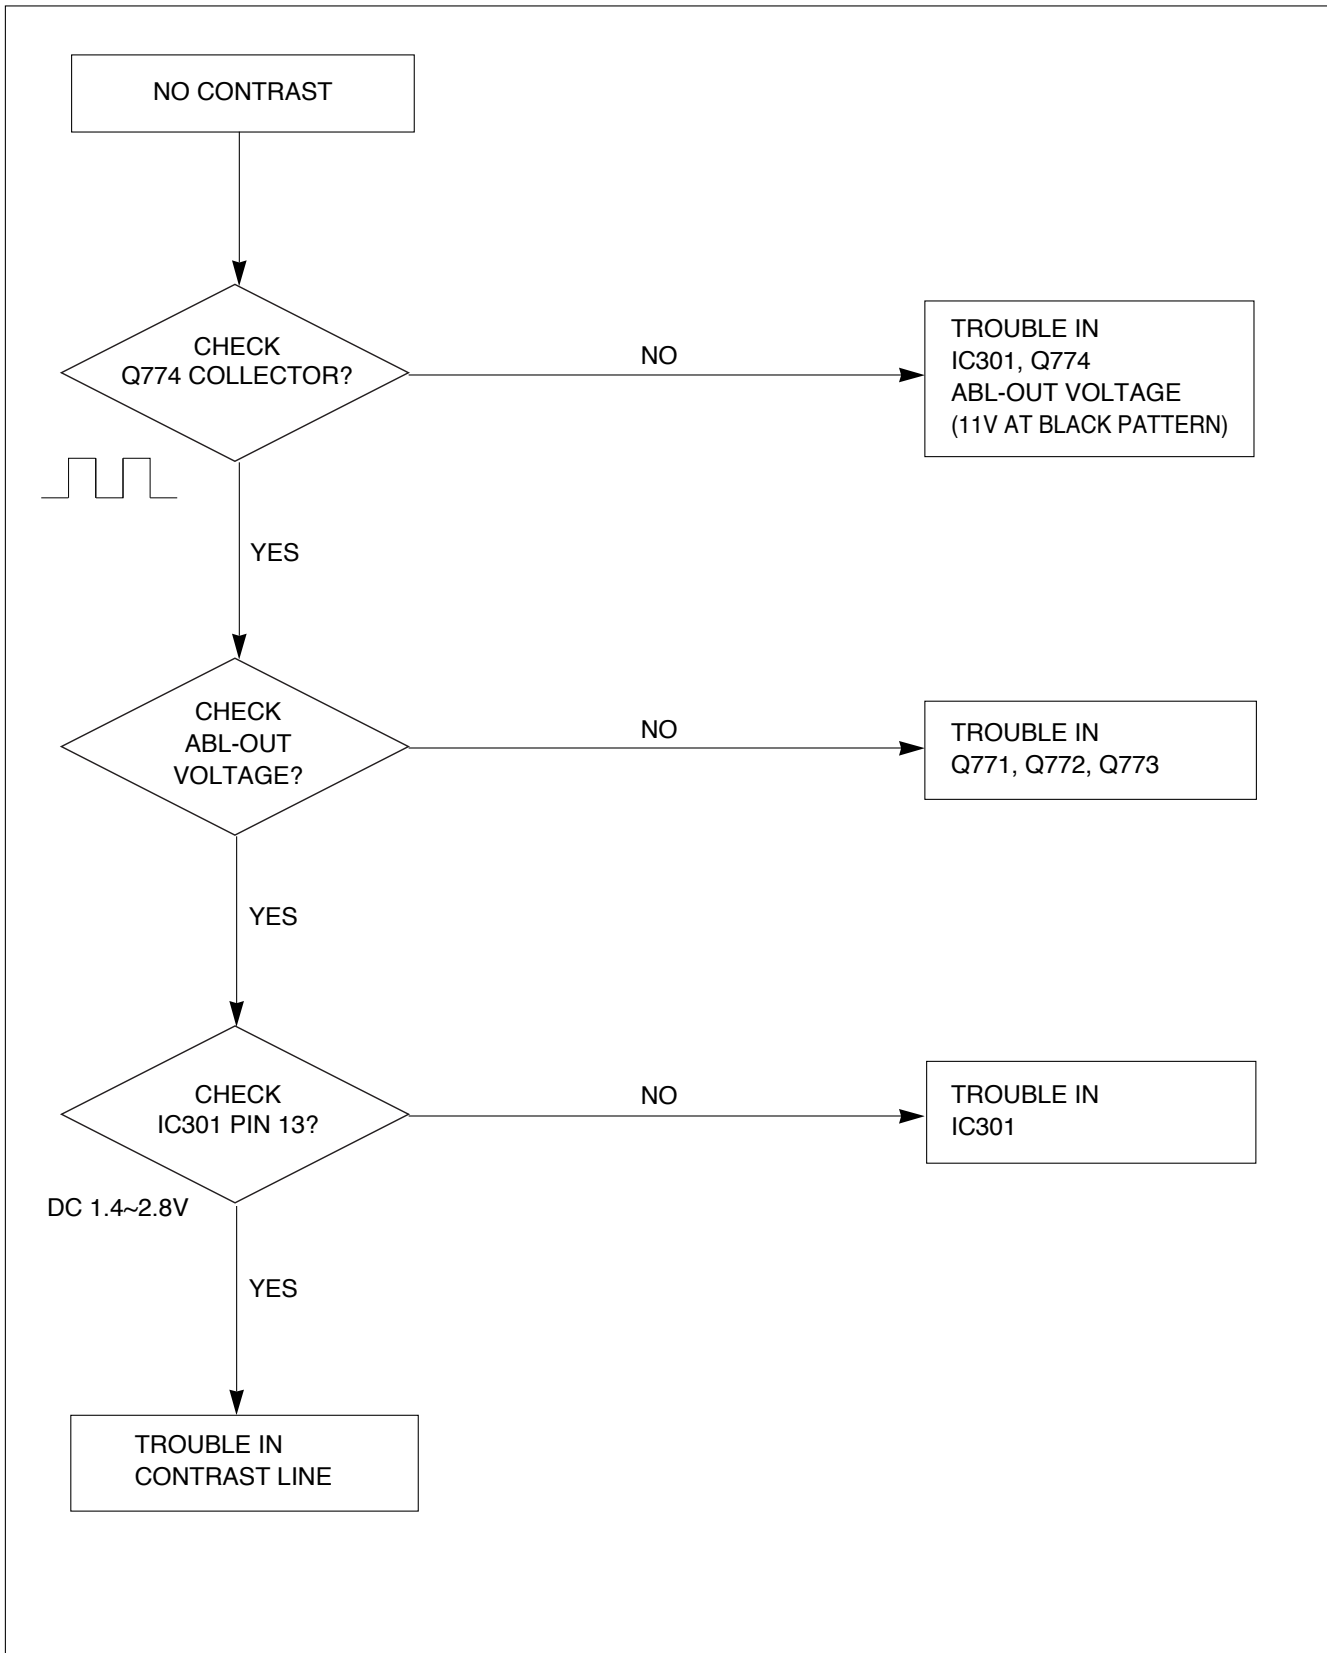 NO CONTRAST
CHECK
Q774 COLLECTOR?
NO
TROUBLE IN
IC301, Q774
ABL-OUT VOLTAGE
(11V AT BLACK PATTERN)
YES
CHECK
ABL-OUT
VOLTAGE?
NO
TROUBLE IN
Q771, Q772, Q773
YES
CHECK
IC301 PIN 13?
NO
TROUBLE IN
IC301
DC 1.4~2.8V
YES
TROUBLE IN
CONTRAST LINE